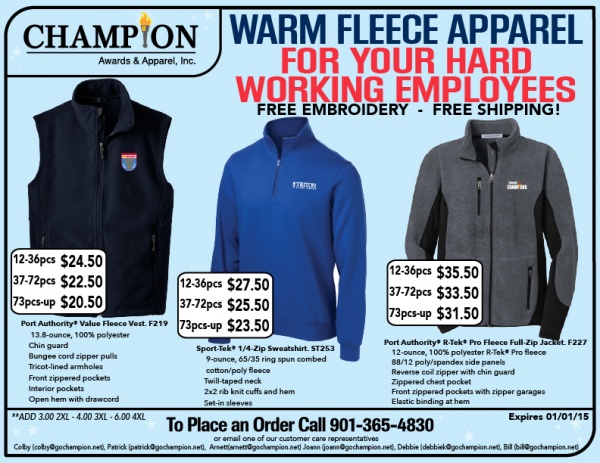 CHAMPION
Awards & Apparel, Inc.
WARM FLEECE APPAREL
FOR YOUR HARD
WORKING EMPLOYEES
FREE EMBROIDERY - FREE SHIPPING!
TRITON
CHAMPION
12-36pcs $24.50
37-72pcs $22.50
73pcs-up $20.50
Port Authority® Value Fleece Vest. F219
13.8-ounce, 100% polyester
Chin guard
Bungee cord zipper pulls
Tricot-lined armholes
Front zippered pockets
Interior pockets
Open hem with drawcord
12-36pcs $27.50
37-72pcs $25.50
73pcs-up $23.50
Sport-Tek® 1/4-Zip Sweatshirt. ST253
9-ounce, 65/35 ring spun combed
cotton/poly fleece
Twill-taped neck
2x2 rib knit cuffs and hem
Set-in sleeves
12-36pcs $35.50
37-72pcs $33.50
73pcs-up $31.50
Port Authority® R-Tek® Pro Fleece Full-Zip Jacket. F227
12-ounce, 100% polyester R-Tek® Pro fleece
88/12 poly/spandex side panels
Reverse coil zipper with chin guard
Zippered chest pocket
Front zippered pockets with zipper garages
Elastic binding at hem
**ADD 3.00 2XL - 4.00 3XL - 6.00 4XL
To Place an Order Call 901-365-4830
Expires 01/01/15
or email one of our customer care representatives
Colby (colby@gochampion.net), Patrick (patrick@gochampion.net), Arnett(arnett@gochampion.net) Joann (joann@gochampion.net), Debbie (debbiek@gochampion.net), Bill (bill@gochampion.net)